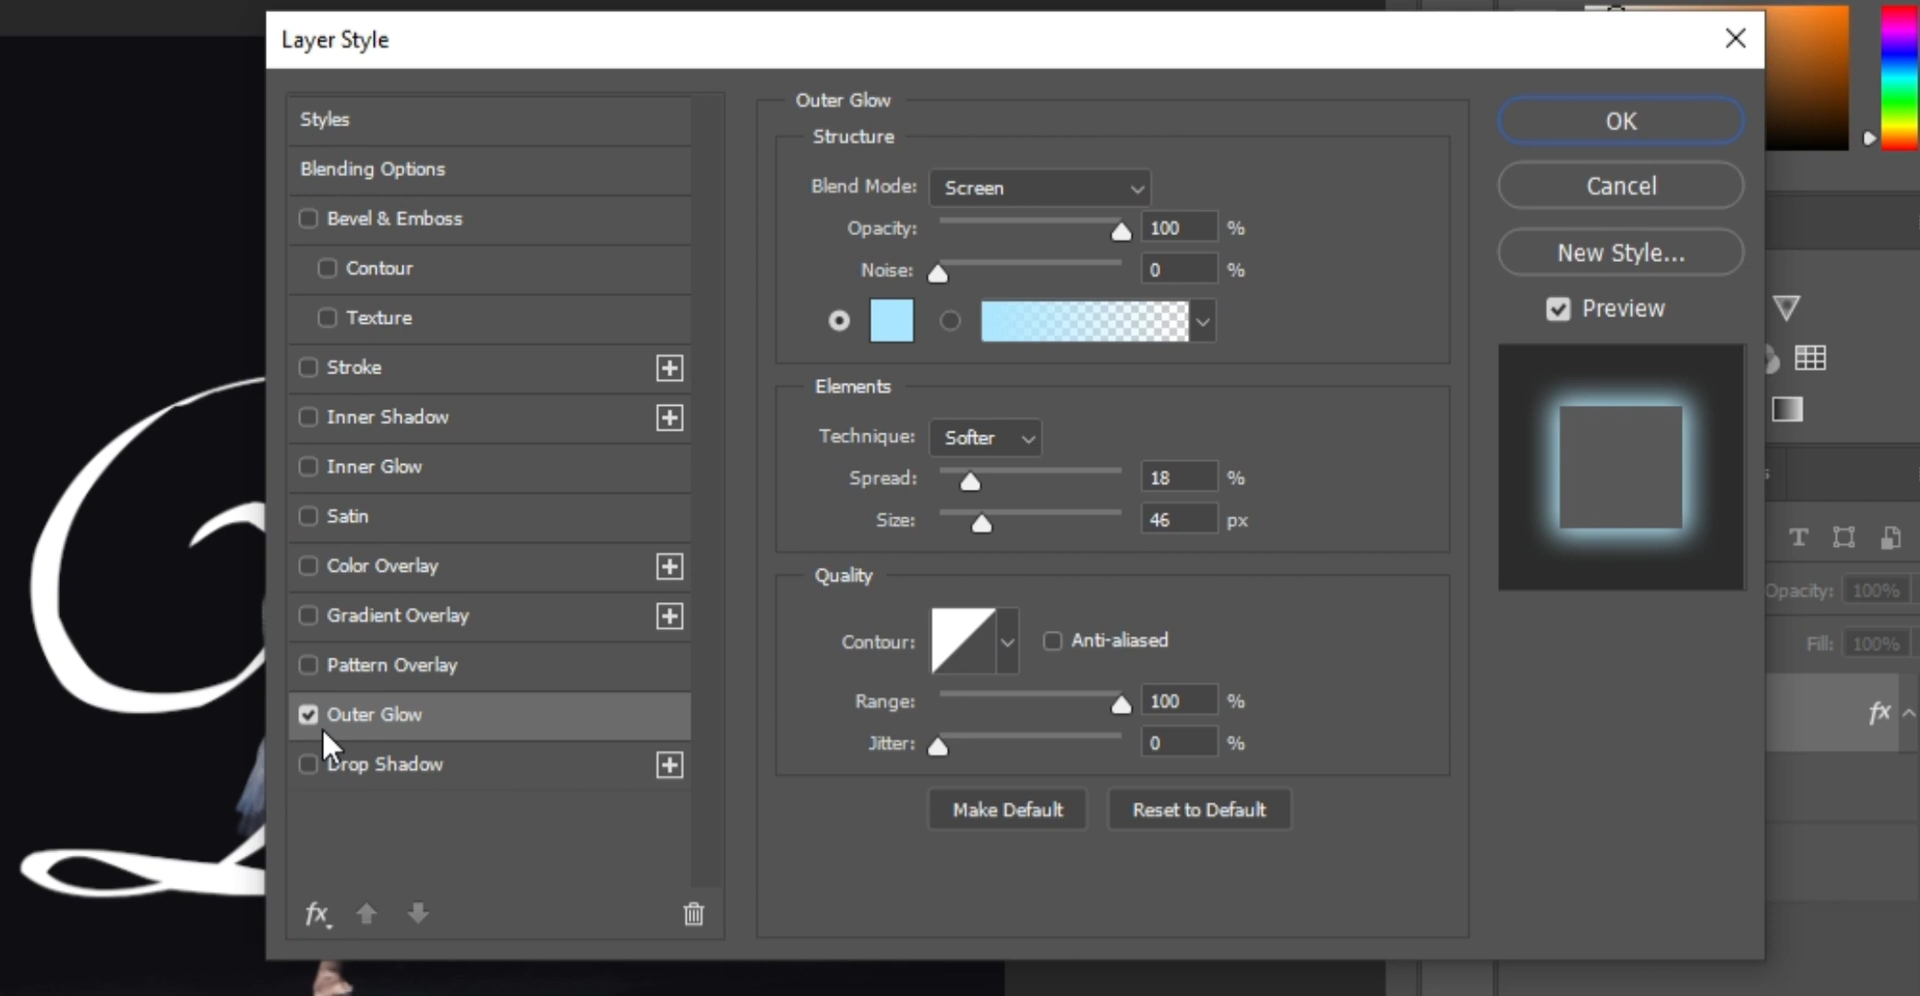 Layer Style
Styles
Blending Options
Bevel & Emboss
Contour
Texture
Stroke
Inner Shadow
Inner Glow
Satin
Color Overlay
Gradient Overlay
Pattern Overlay
Outer Glow
Drop Shadow
fx
Outer Glow
Structure
Blend Mode: Screen
Opacity: 100 %
Noise: 0 %
Elements
Technique: Softer
Spread: 18 %
Size: 46 px
Quality
Contour: Anti-aliased
Range: 100 %
Jitter: 0 %
Make Default Reset to Default
OK
Cancel
New Style...
Preview
T
Opacity: 100%
Fill: 100%
fx